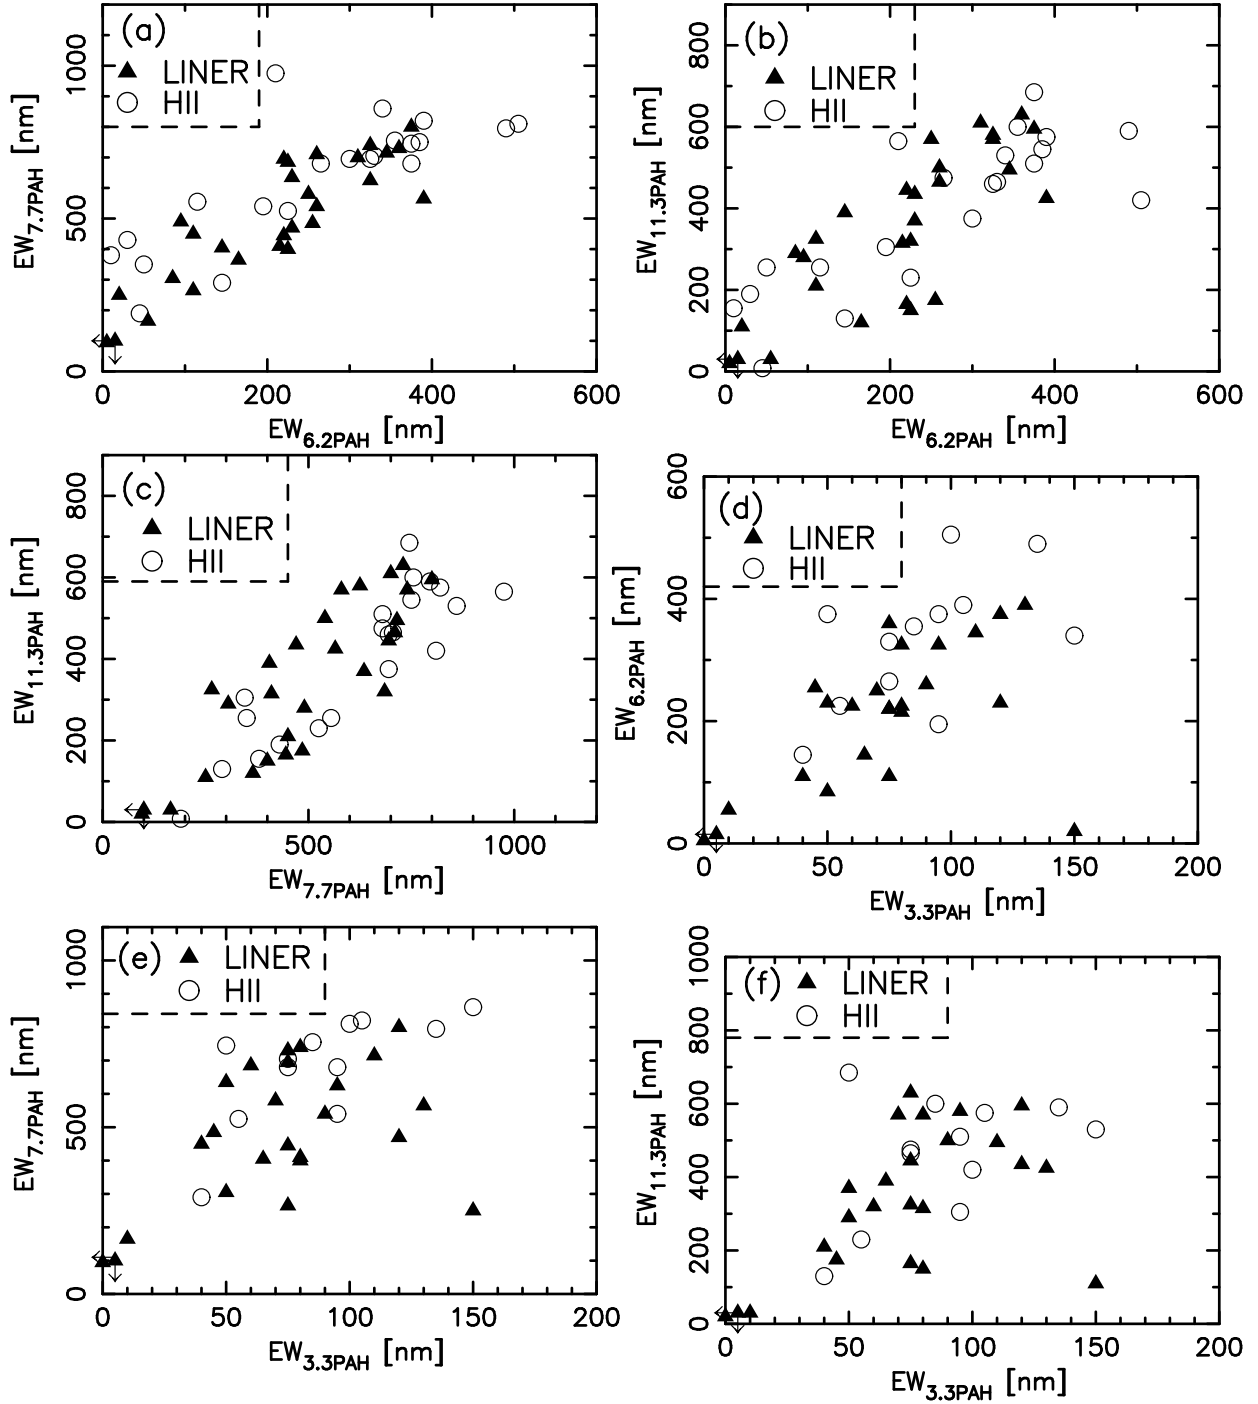 (a)
LINER
HII
0
500
1000
EW7.7PAH [nm]
0 200 400 600
EW6.2PAH [nm]
(b)
LINER
HII
0
200
400
600
800
EW11.3PAH [nm]
0 200 400 600
EW6.2PAH [nm]
(c)
LINER
HII
0
200
400
600
800
EW11.3PAH [nm]
0 500 1000
EW7.7PAH [nm]
(d)
LINER
HII
0
200
400
600
EW6.2PAH [nm]
0 50 100 150 200
EW3.3PAH [nm]
(e)
LINER
HII
0
500
1000
EW7.7PAH [nm]
0 50 100 150 200
EW3.3PAH [nm]
(f)
LINER
HII
0
200
400
600
800
1000
EW11.3PAH [nm]
0 50 100 150 200
EW3.3PAH [nm]